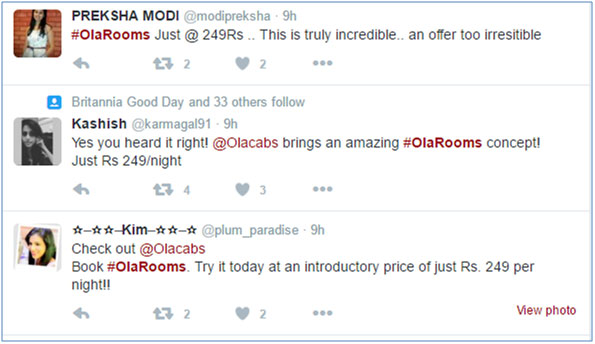 PREKSHA MODI @modipreksha · 9h
#OlaRooms Just @ 249Rs .. This is truly incredible.. an offer too irresitible
2 2
Britannia Good Day and 33 others follow
Kashish @karmagal91 · 9h
Yes you heard it right! @Olacabs brings an amazing #OlaRooms concept!
Just Rs 249/night
4 3
☆–☆☆–Kim–☆☆–☆ @plum_paradise · 9h
Check out @Olacabs
Book #OlaRooms. Try it today at an introductory price of just Rs. 249 per
night!!
2 2
View photo